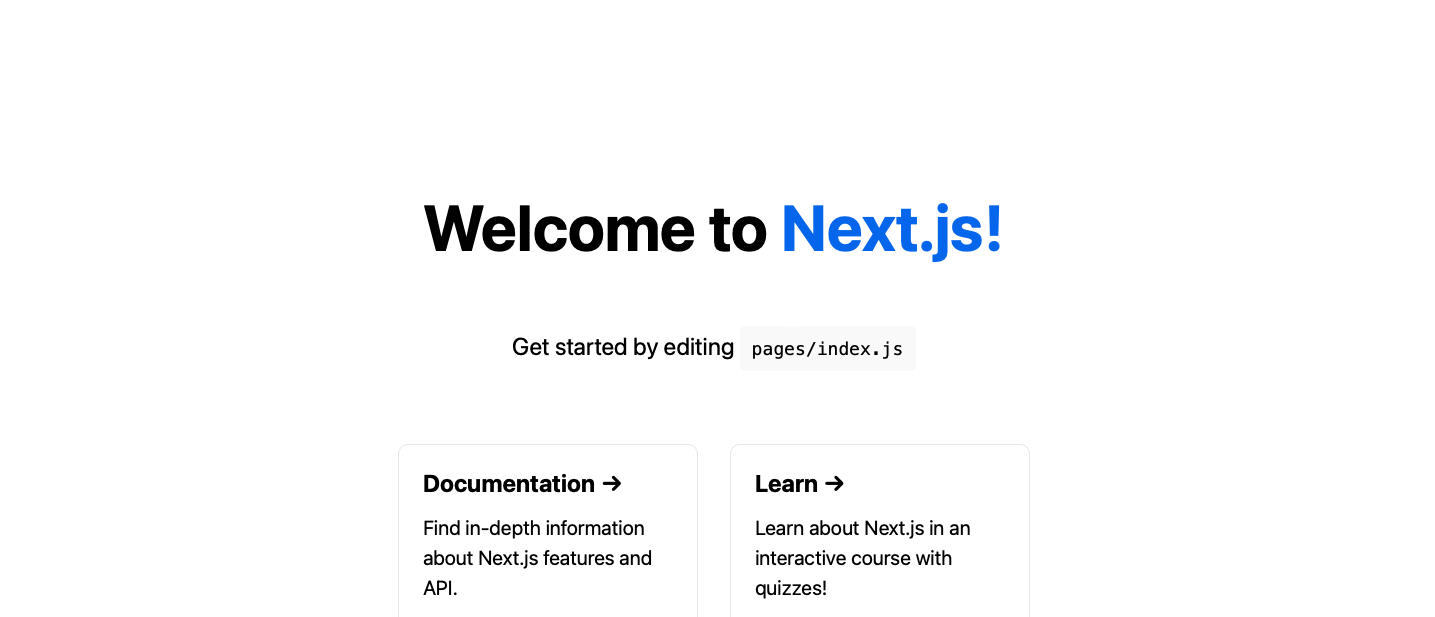 Welcome to Next.js!
Get started by editing pages/index.js
Documentation →
Find in-depth information
about Next.js features and
API.
Learn →
Learn about Next.js in an
interactive course with
quizzes!